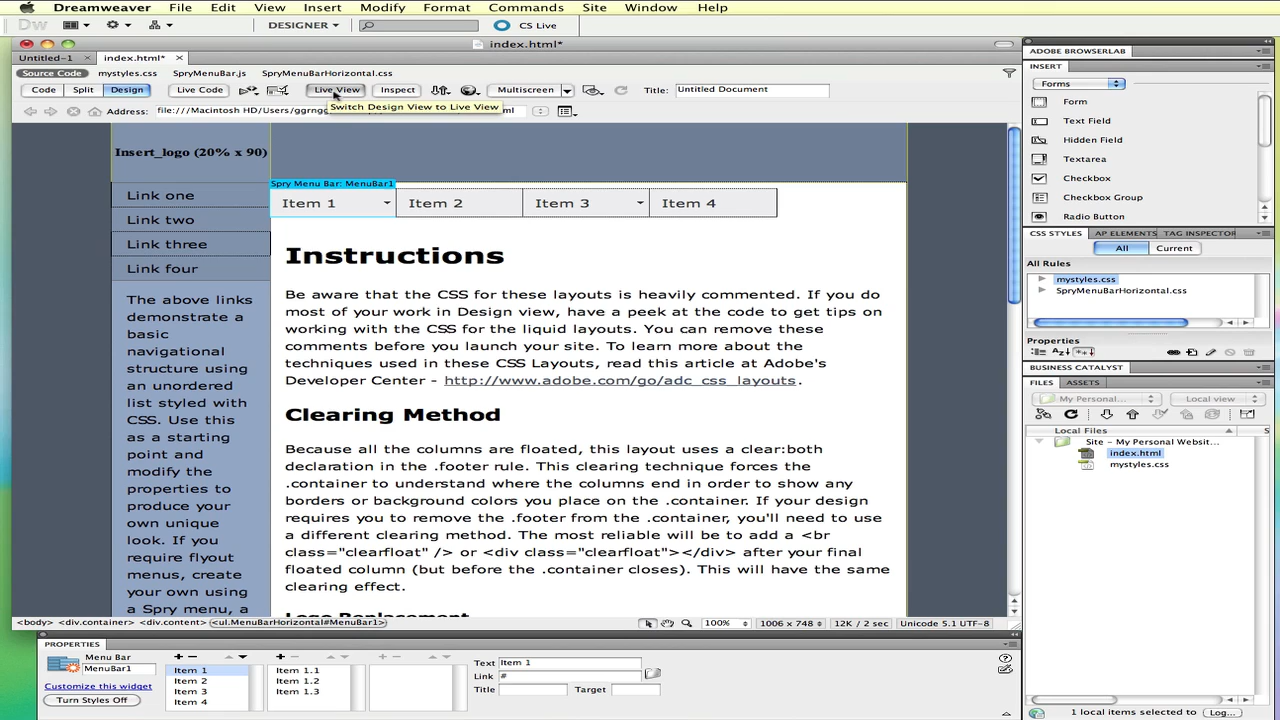 Dreamweaver File Edit View Insert Modify Format Commands Site Window Help
Dw DESIGNER CS Live
index.html*
Untitled-1 index.html*
Source Code mystyles.css SpryMenuBar.js SpryMenuBarHorizontal.css
Code Split Design Live Code Live View Inspect Multiscreen Title: Untitled Document
Switch Design View to Live View
Address: file:///Macintosh HD/Users/ggrng
Insert_logo (20% x 90)
Spry Menu Bar: MenuBar1
Item 1 Item 2 Item 3 Item 4
Link one
Link two
Link three
Link four
The above links
demonstrate a
basic
navigational
structure using
an unordered
list styled with
CSS. Use this
as a starting
point and
modify the
properties to
produce your
own unique
look. If you
require flyout
menus, create
your own using
a Spry menu, a
Instructions
Be aware that the CSS for these layouts is heavily commented. If you do
most of your work in Design view, have a peek at the code to get tips on
working with the CSS for the liquid layouts. You can remove these
comments before you launch your site. To learn more about the
techniques used in these CSS Layouts, read this article at Adobe's
Developer Center - http://www.adobe.com/go/adc_css_layouts.
Clearing Method
Because all the columns are floated, this layout uses a clear:both
declaration in the .footer rule. This clearing technique forces the
.container to understand where the columns end in order to show any
borders or background colors you place on the .container. If your design
requires you to remove the .footer from the .container, you'll need to use
a different clearing method. The most reliable will be to add a <br
class="clearfloat" /> or <div class="clearfloat"></div> after your final
floated column (but before the .container closes). This will have the same
clearing effect.
Logo Replacement
<body> <div.container> <div.content> <ul.MenuBarHorizontal#MenuBar1> 100% 1006 x 748 12K / 2 sec Unicode 5.1 UTF-8
PROPERTIES
Menu Bar
MenuBar1
Customize this widget
Turn Styles Off
Item 1
Item 2
Item 3
Item 4
Item 1.1
Item 1.2
Item 1.3
Text Item 1
Link #
Title Target
ADOBE BROWSERLAB
INSERT
Forms
Form
Text Field
Hidden Field
Textarea
Checkbox
Checkbox Group
Radio Button
CSS STYLES AP ELEMENTS TAG INSPECTOR
All Current
All Rules
mystyles.css
SpryMenuBarHorizontal.css
Properties
BUSINESS CATALYST
FILES ASSETS
My Personal... Local view
Local Files S
Site - My Personal Websit...
index.html
mystyles.css
1 local items selected to Log...